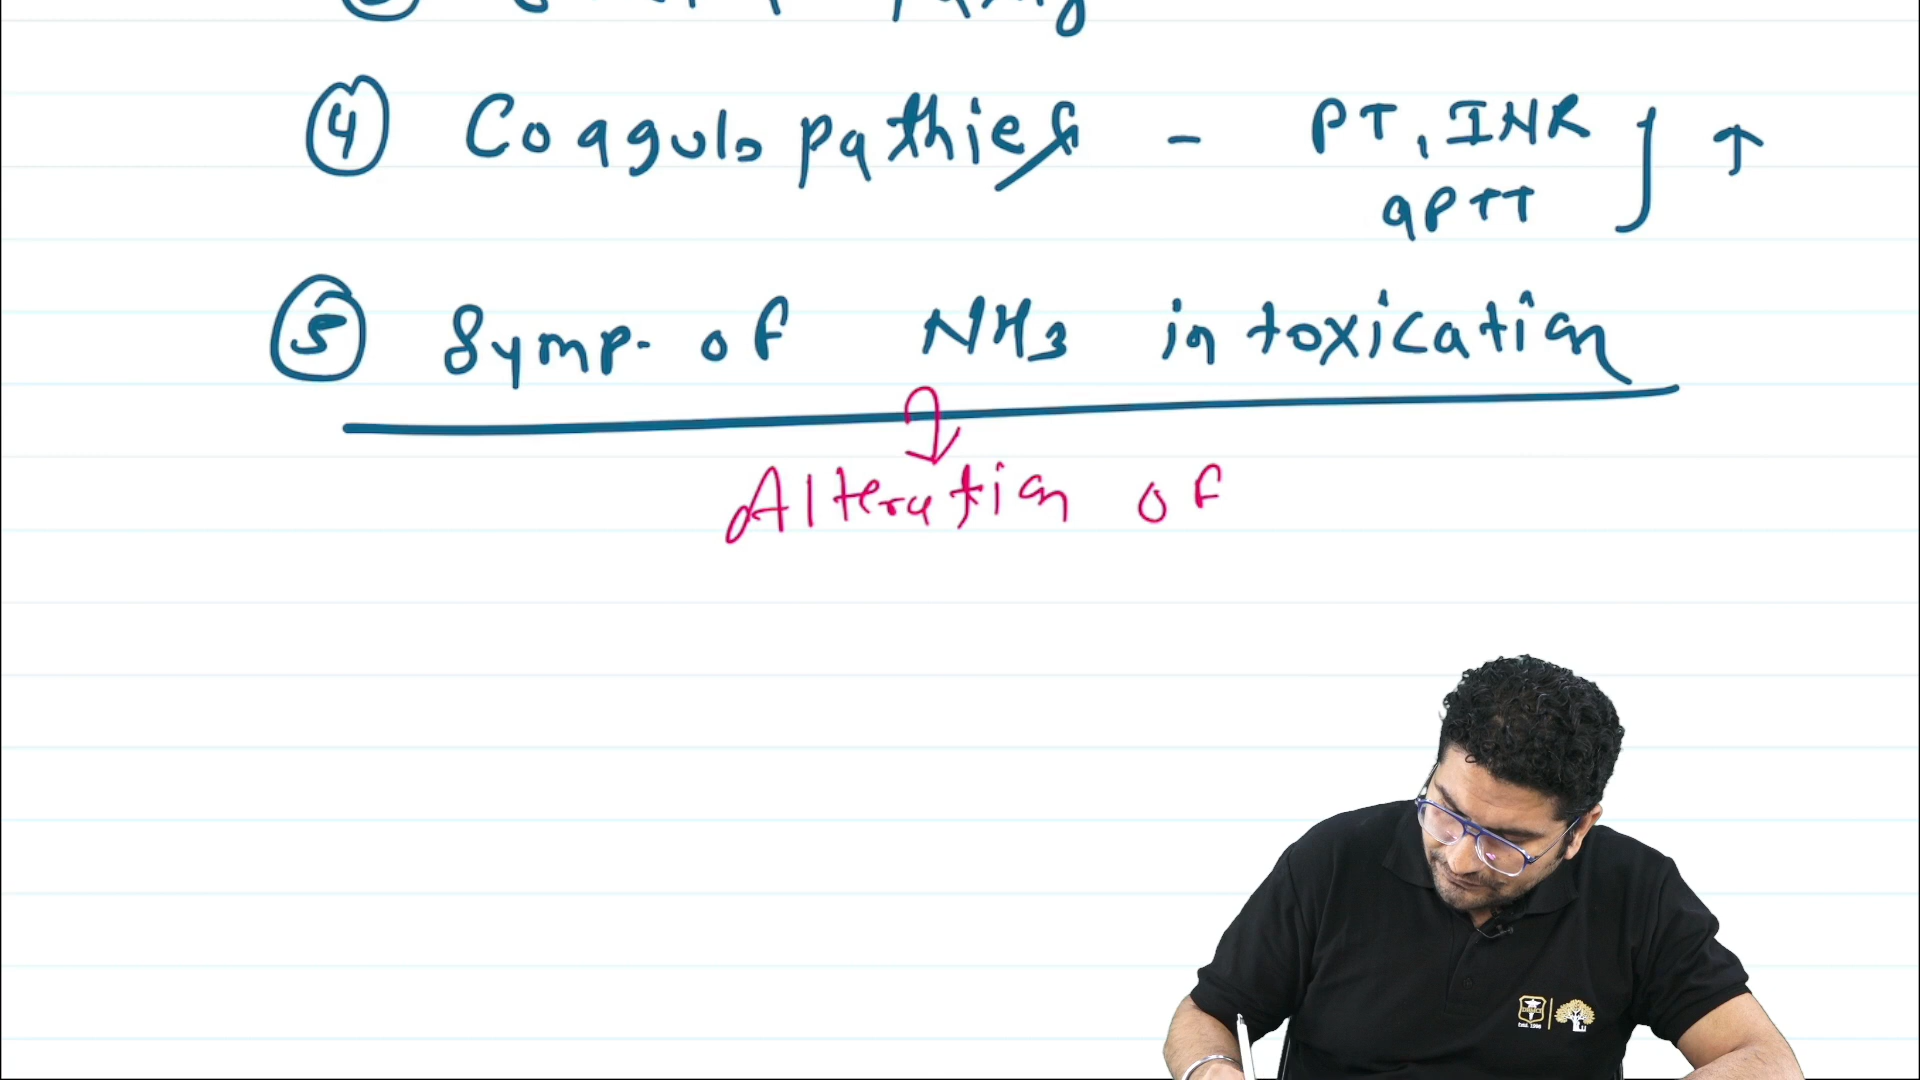 ④ Coagulopathies - PT, INR ↑
aPTT
⑤ Symp. of NH3 intoxication
Alteration of